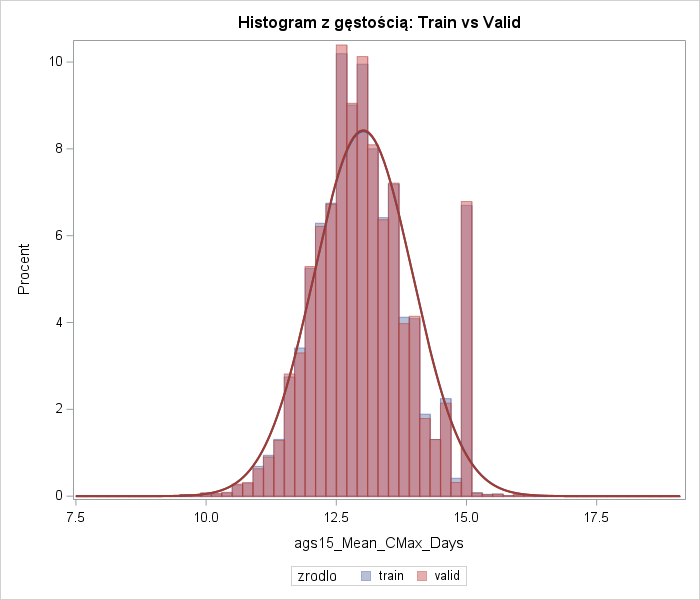 Histogram z gęstością: Train vs Valid
10
8
6
4
2
0
Procent
7.5 10.0 12.5 15.0 17.5
ags15_Mean_CMax_Days
zrodlo train valid